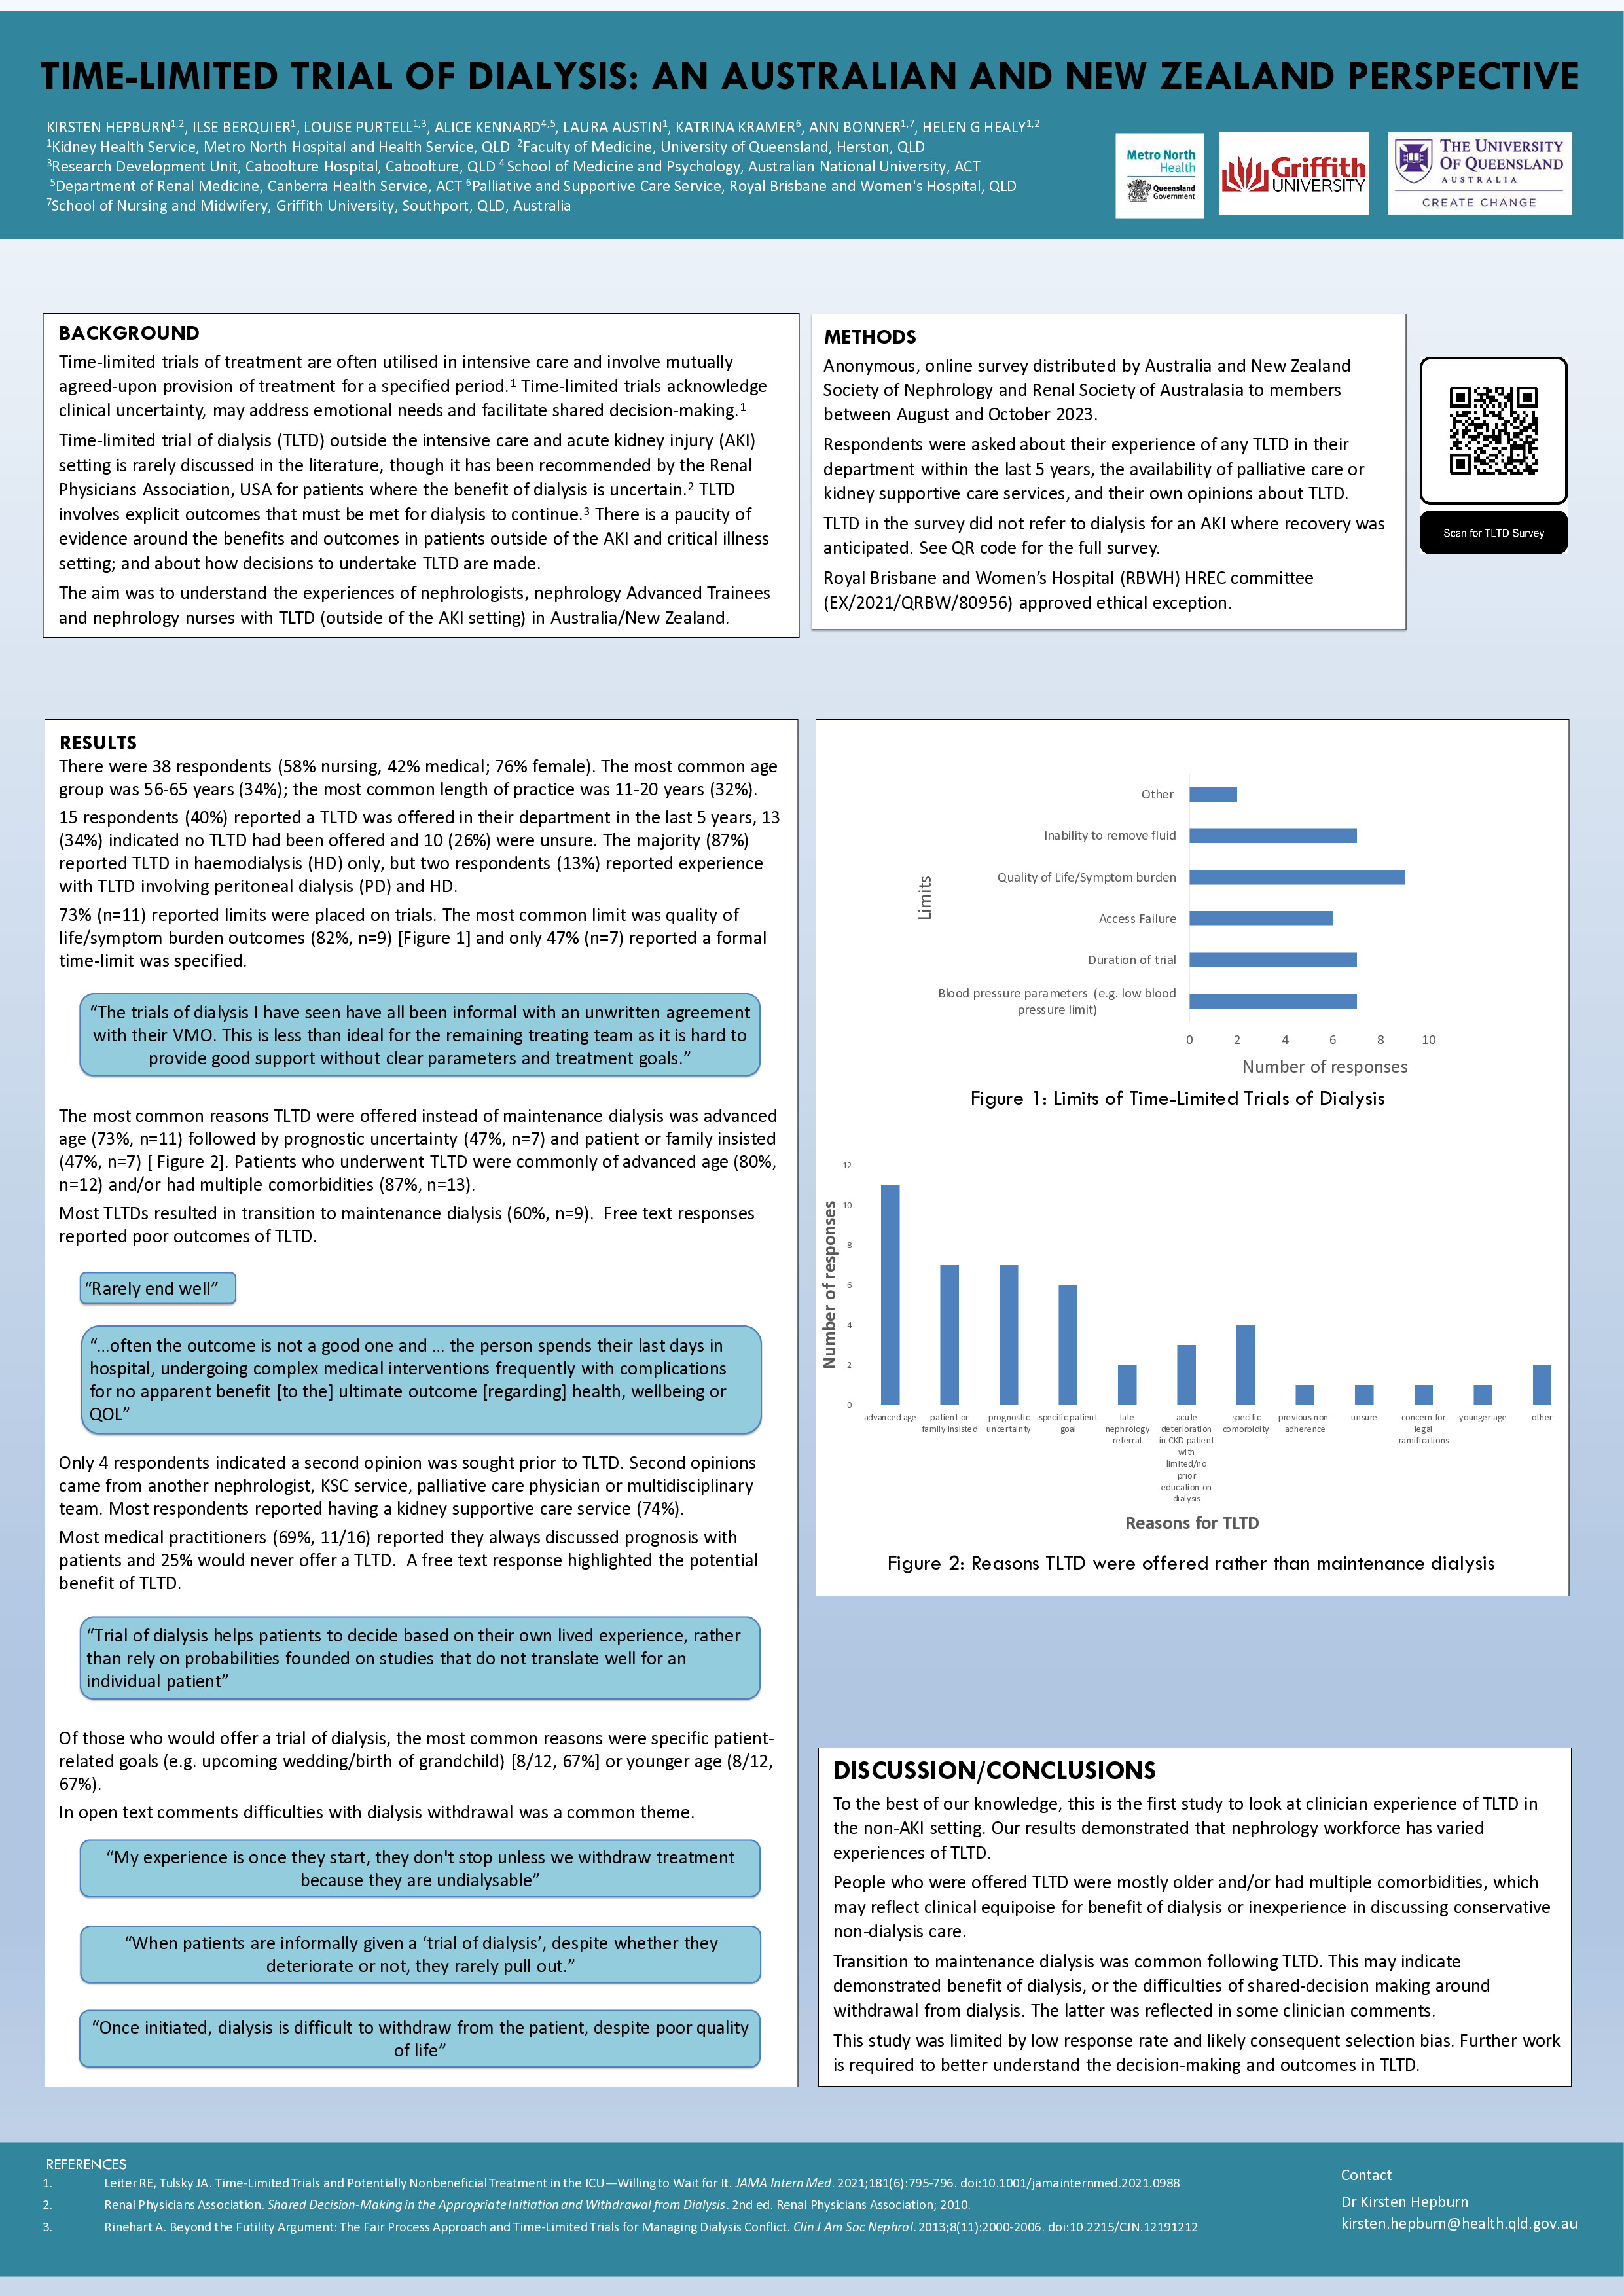 TIME-LIMITED TRIAL OF DIALYSIS: AN AUSTRALIAN AND NEW ZEALAND PERSPECTIVE
KIRSTEN HEPBURN1,2, ILSE BERQUIER1, LOUISE PURTELL1,3, ALICE KENNARD4,5, LAURA AUSTIN1, KATRINA KRAMER6, ANN BONNER1,7, HELEN G HEALY1,2
1Kidney Health Service, Metro North Hospital and Health Service, QLD 2Faculty of Medicine, University of Queensland, Herston, QLD
3Research Development Unit, Caboolture Hospital, Caboolture, QLD 4 School of Medicine and Psychology, Australian National University, ACT
5Department of Renal Medicine, Canberra Health Service, ACT 6Palliative and Supportive Care Service, Royal Brisbane and Women's Hospital, QLD
7School of Nursing and Midwifery, Griffith University, Southport, QLD, Australia
Metro North
Health
Queensland
Government
Griffith
UNIVERSITY
THE UNIVERSITY
OF QUEENSLAND
AUSTRALIA
CREATE CHANGE
BACKGROUND
Time-limited trials of treatment are often utilised in intensive care and involve mutually
agreed-upon provision of treatment for a specified period.1 Time-limited trials acknowledge
clinical uncertainty, may address emotional needs and facilitate shared decision-making.1
Time-limited trial of dialysis (TLTD) outside the intensive care and acute kidney injury (AKI)
setting is rarely discussed in the literature, though it has been recommended by the Renal
Physicians Association, USA for patients where the benefit of dialysis is uncertain.2 TLTD
involves explicit outcomes that must be met for dialysis to continue.3 There is a paucity of
evidence around the benefits and outcomes in patients outside of the AKI and critical illness
setting; and about how decisions to undertake TLTD are made.
The aim was to understand the experiences of nephrologists, nephrology Advanced Trainees
and nephrology nurses with TLTD (outside of the AKI setting) in Australia/New Zealand.
METHODS
Anonymous, online survey distributed by Australia and New Zealand
Society of Nephrology and Renal Society of Australasia to members
between August and October 2023.
Respondents were asked about their experience of any TLTD in their
department within the last 5 years, the availability of palliative care or
kidney supportive care services, and their own opinions about TLTD.
TLTD in the survey did not refer to dialysis for an AKI where recovery was
anticipated. See QR code for the full survey.
Royal Brisbane and Women's Hospital (RBWH) HREC committee
(EX/2021/QRBW/80956) approved ethical exception.
Scan for TLTD Survey
RESULTS
There were 38 respondents (58% nursing, 42% medical; 76% female). The most common age
group was 56-65 years (34%); the most common length of practice was 11-20 years (32%).
15 respondents (40%) reported a TLTD was offered in their department in the last 5 years, 13
(34%) indicated no TLTD had been offered and 10 (26%) were unsure. The majority (87%)
reported TLTD in haemodialysis (HD) only, but two respondents (13%) reported experience
with TLTD involving peritoneal dialysis (PD) and HD.
73% (n=11) reported limits were placed on trials. The most common limit was quality of
life/symptom burden outcomes (82%, n=9) [Figure 1] and only 47% (n=7) reported a formal
time-limit was specified.
“The trials of dialysis I have seen have all been informal with an unwritten agreement
with their VMO. This is less than ideal for the remaining treating team as it is hard to
provide good support without clear parameters and treatment goals.”
The most common reasons TLTD were offered instead of maintenance dialysis was advanced
age (73%, n=11) followed by prognostic uncertainty (47%, n=7) and patient or family insisted
(47%, n=7) [ Figure 2]. Patients who underwent TLTD were commonly of advanced age (80%,
n=12) and/or had multiple comorbidities (87%, n=13).
Most TLTDs resulted in transition to maintenance dialysis (60%, n=9). Free text responses
reported poor outcomes of TLTD.
“Rarely end well”
“...often the outcome is not a good one and ... the person spends their last days in
hospital, undergoing complex medical interventions frequently with complications
for no apparent benefit [to the] ultimate outcome [regarding] health, wellbeing or
QOL”
Only 4 respondents indicated a second opinion was sought prior to TLTD. Second opinions
came from another nephrologist, KSC service, palliative care physician or multidisciplinary
team. Most respondents reported having a kidney supportive care service (74%).
Most medical practitioners (69%, 11/16) reported they always discussed prognosis with
patients and 25% would never offer a TLTD. A free text response highlighted the potential
benefit of TLTD.
“Trial of dialysis helps patients to decide based on their own lived experience, rather
than rely on probabilities founded on studies that do not translate well for an
individual patient”
Of those who would offer a trial of dialysis, the most common reasons were specific patient-
related goals (e.g. upcoming wedding/birth of grandchild) [8/12, 67%] or younger age (8/12,
67%).
In open text comments difficulties with dialysis withdrawal was a common theme.
“My experience is once they start, they don't stop unless we withdraw treatment
because they are undialysable”
“When patients are informally given a ‘trial of dialysis’, despite whether they
deteriorate or not, they rarely pull out.”
“Once initiated, dialysis is difficult to withdraw from the patient, despite poor quality
of life”
Limits
Other
Inability to remove fluid
Quality of Life/Symptom burden
Access Failure
Duration of trial
Blood pressure parameters (e.g. low blood
pressure limit)
0 2 4 6 8 10
Number of responses
Figure 1: Limits of Time-Limited Trials of Dialysis
Number of responses
12
10
8
6
4
2
0
advanced age
patient or
family insisted
prognostic
uncertainty
specific patient
goal
late
nephrology
referral
acute
deterioration
in CKD patient
with
limited/no
prior
education on
dialysis
specific
comorbidity
previous non-
adherence
unsure
concern for
legal
ramifications
younger age
other
Reasons for TLTD
Figure 2: Reasons TLTD were offered rather than maintenance dialysis
DISCUSSION/CONCLUSIONS
To the best of our knowledge, this is the first study to look at clinician experience of TLTD in
the non-AKI setting. Our results demonstrated that nephrology workforce has varied
experiences of TLTD.
People who were offered TLTD were mostly older and/or had multiple comorbidities, which
may reflect clinical equipoise for benefit of dialysis or inexperience in discussing conservative
non-dialysis care.
Transition to maintenance dialysis was common following TLTD. This may indicate
demonstrated benefit of dialysis, or the difficulties of shared-decision making around
withdrawal from dialysis. The latter was reflected in some clinician comments.
This study was limited by low response rate and likely consequent selection bias. Further work
is required to better understand the decision-making and outcomes in TLTD.
REFERENCES
1. Leiter RE, Tulsky JA. Time-Limited Trials and Potentially Nonbeneficial Treatment in the ICU—Willing to Wait for It. JAMA Intern Med. 2021;181(6):795-796. doi:10.1001/jamainternmed.2021.0988
2. Renal Physicians Association. Shared Decision-Making in the Appropriate Initiation and Withdrawal from Dialysis. 2nd ed. Renal Physicians Association; 2010.
3. Rinehart A. Beyond the Futility Argument: The Fair Process Approach and Time-Limited Trials for Managing Dialysis Conflict. Clin J Am Soc Nephrol. 2013;8(11):2000-2006. doi:10.2215/CJN.12191212
Contact
Dr Kirsten Hepburn
kirsten.hepburn@health.qld.gov.au